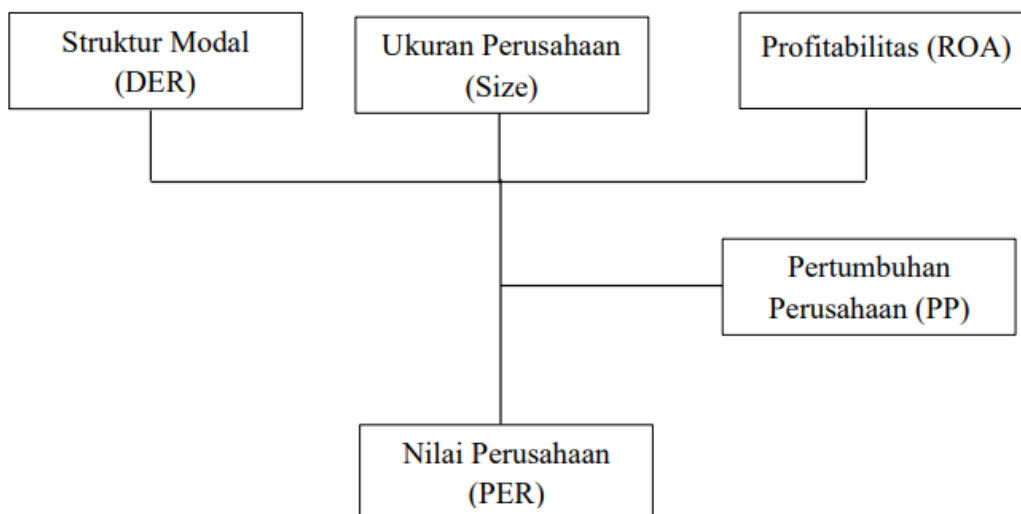 Struktur Modal
(DER)
Ukuran Perusahaan
(Size)
Profitabilitas (ROA)
Pertumbuhan
Perusahaan (PP)
Nilai Perusahaan
(PER)